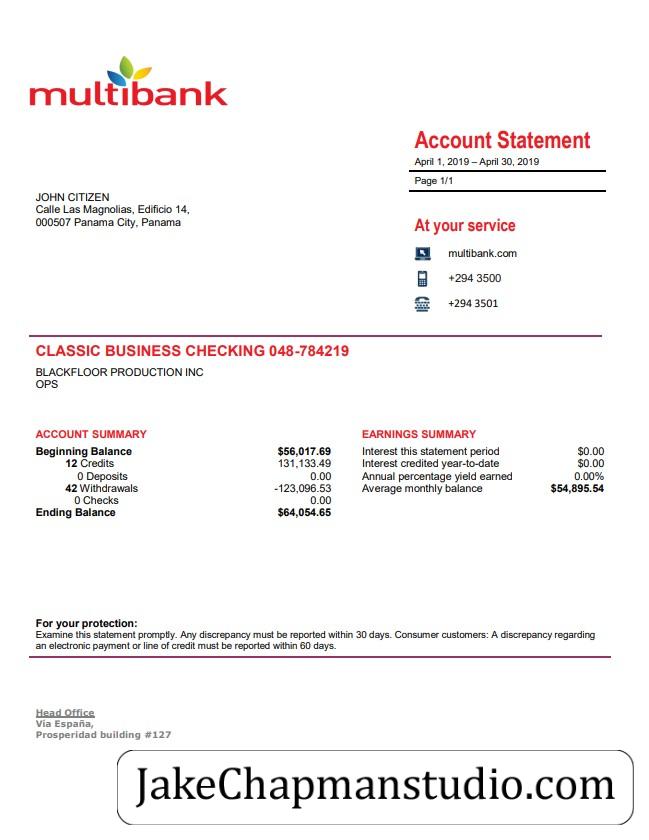 multibank
Account Statement
April 1, 2019 – April 30, 2019
Page 1/1
JOHN CITIZEN
Calle Las Magnolias, Edificio 14,
000507 Panama City, Panama
At your service
multibank.com
+294 3500
+294 3501
CLASSIC BUSINESS CHECKING 048-784219
BLACKFLOOR PRODUCTION INC
OPS
ACCOUNT SUMMARY
Beginning Balance $56,017.69
12 Credits 131,133.49
0 Deposits 0.00
42 Withdrawals -123,096.53
0 Checks 0.00
Ending Balance $64,054.65
EARNINGS SUMMARY
Interest this statement period $0.00
Interest credited year-to-date $0.00
Annual percentage yield earned 0.00%
Average monthly balance $54,895.54
For your protection:
Examine this statement promptly. Any discrepancy must be reported within 30 days. Consumer customers: A discrepancy regarding
an electronic payment or line of credit must be reported within 60 days.
Head Office
Via España,
Prosperidad building #127
JakeChapmanstudio.com